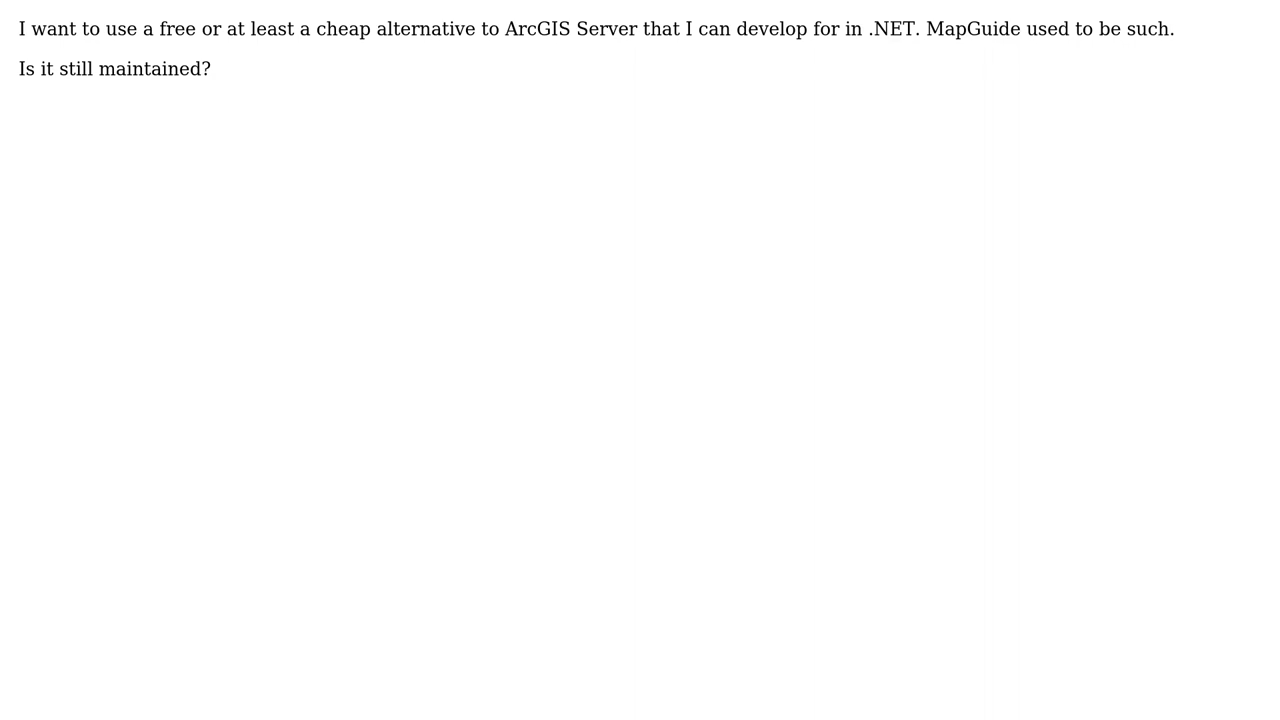 I want to use a free or at least a cheap alternative to ArcGIS Server that I can develop for in .NET. MapGuide used to be such.
Is it still maintained?